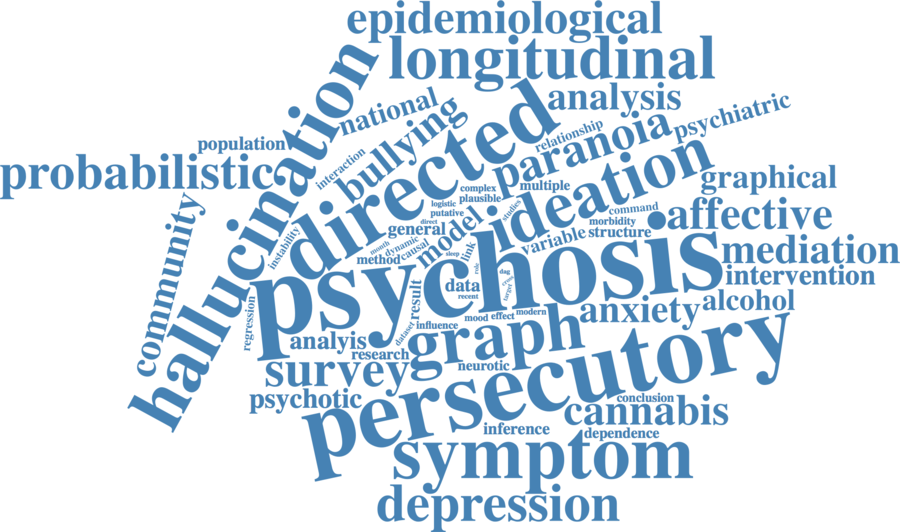 epidemiological
longitudinal
hallucination
national
analysis
psychiatric
population
bullying
directed
relationship
paranoia
probabilistic
interaction
complex
multiple
ideation
graphical
plausible
logistic
putative
studies
command
community
direct
general
model
morbidity
affective
instability
month
dynamic
causal
link
variable
structure
method
sleep
psychosis
mediation
role
dag
intervention
data
target
recent
result
anxiety
alcohol
regression
mood
effect
modern
dataset
influence
graph
analyis
research
survey
neurotic
persecutory
psychotic
conclusion
cannabis
inference
dependence
symptom
depression